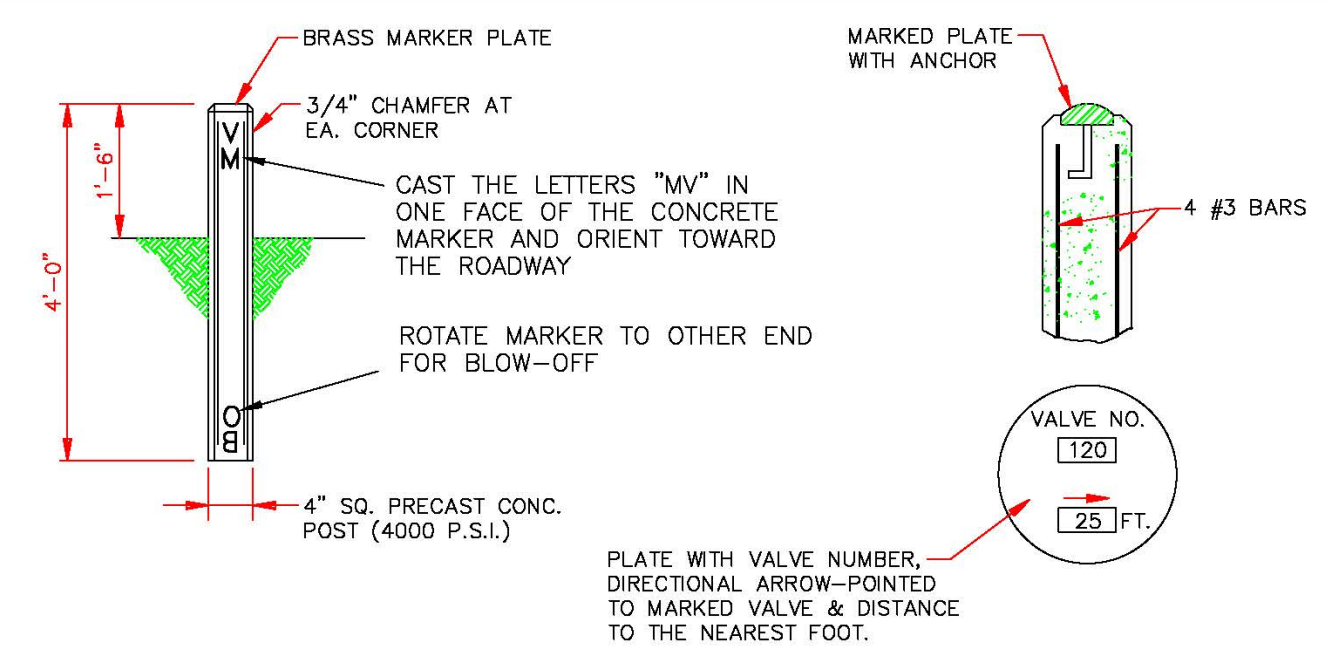 BRASS MARKER PLATE
3/4" CHAMFER AT
EA. CORNER
4'-0"
1'-6"
V
M
CAST THE LETTERS "MV" IN
ONE FACE OF THE CONCRETE
MARKER AND ORIENT TOWARD
THE ROADWAY
ROTATE MARKER TO OTHER END
FOR BLOW-OFF
O
B
4" SQ. PRECAST CONC.
POST (4000 P.S.I.)
MARKED PLATE
WITH ANCHOR
4 #3 BARS
VALVE NO.
120
25 FT.
PLATE WITH VALVE NUMBER,
DIRECTIONAL ARROW-POINTED
TO MARKED VALVE & DISTANCE
TO THE NEAREST FOOT.